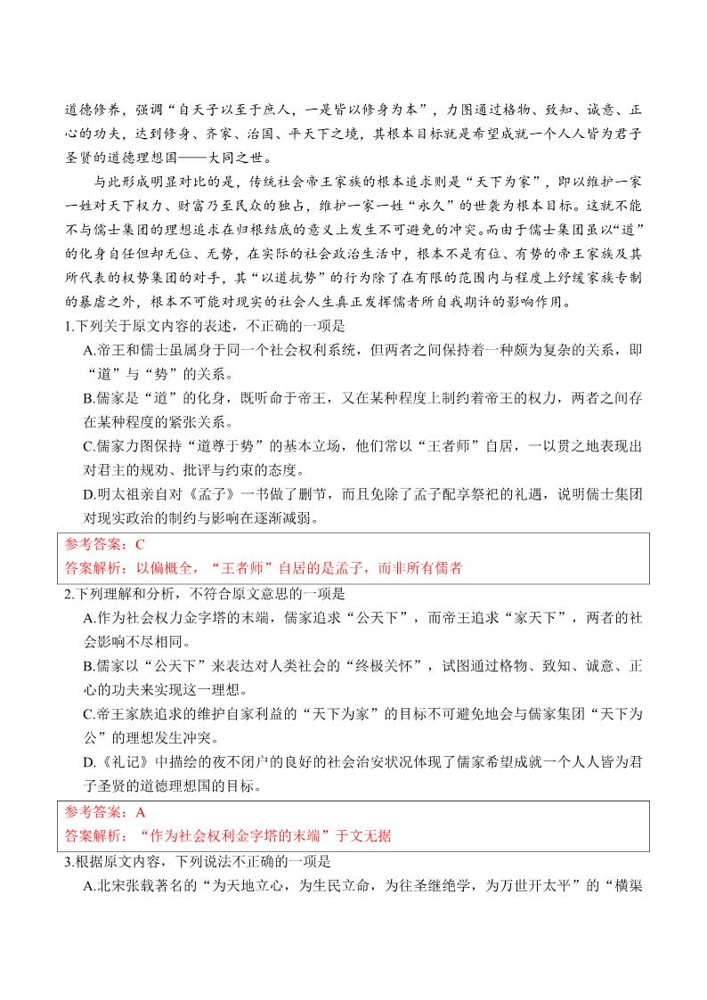 道德修养，强调“自天子以至于庶人，一是皆以修身为本”，力图通过格物、致知、诚意、正
心的功夫，达到修身、齐家、治国、平天下之境，其根本目标就是希望成就一个人人皆为君子
圣贤的道德理想国——大同之世。
与此形成明显对比的是，传统社会帝王家族的根本追求则是“天下为家”，即以维护一家
一姓对天下权力、财富乃至民众的独占，维护一家一姓“永久”的世袭为根本目标。这就不能
不与儒士集团的理想追求在归根结底的意义上发生不可避免的冲突。而由于儒士集团虽以“道”
的化身自任但却无位、无势，在实际的社会政治生活中，根本不是有位、有势的帝王家族及其
所代表的权势集团的对手，其“以道抗势”的行为除了在有限的范围内与程度上纾缓家族专制
的暴虐之外，根本不可能对现实的社会人生真正发挥儒者所自我期许的影响作用。
1.下列关于原文内容的表述，不正确的一项是
A.帝王和儒士虽属身于同一个社会权利系统，但两者之间保持着一种颇为复杂的关系，即
“道”与“势”的关系。
B.儒家是“道”的化身，既听命于帝王，又在某种程度上制约着帝王的权力，两者之间存
在某种程度的紧张关系。
C.儒家力图保持“道尊于势”的基本立场，他们常以“王者师”自居，一以贯之地表现出
对君主的规劝、批评与约束的态度。
D.明太祖亲自对《孟子》一书做了删节，而且免除了孟子配享祭祀的礼遇，说明儒士集团
对现实政治的制约与影响在逐渐减弱。
参考答案：C
答案解析：以偏概全，“王者师”自居的是孟子，而非所有儒者
2.下列理解和分析，不符合原文意思的一项是
A.作为社会权力金字塔的末端，儒家追求“公天下”，而帝王追求“家天下”，两者的社
会影响不尽相同。
B.儒家以“公天下”来表达对人类社会的“终极关怀”，试图通过格物、致知、诚意、正
心的功夫来实现这一理想。
C.帝王家族追求的维护自家利益的“天下为家”的目标不可避免地会与儒家集团“天下为
公”的理想发生冲突。
D.《礼记》中描绘的夜不闭户的良好的社会治安状况体现了儒家希望成就一个人人皆为君
子圣贤的道德理想国的目标。
参考答案：A
答案解析：“作为社会权利金字塔的末端”于文无据
3.根据原文内容，下列说法不正确的一项是
A.北宋张载著名的“为天地立心，为生民立命，为往圣继绝学，为万世开太平”的“横渠